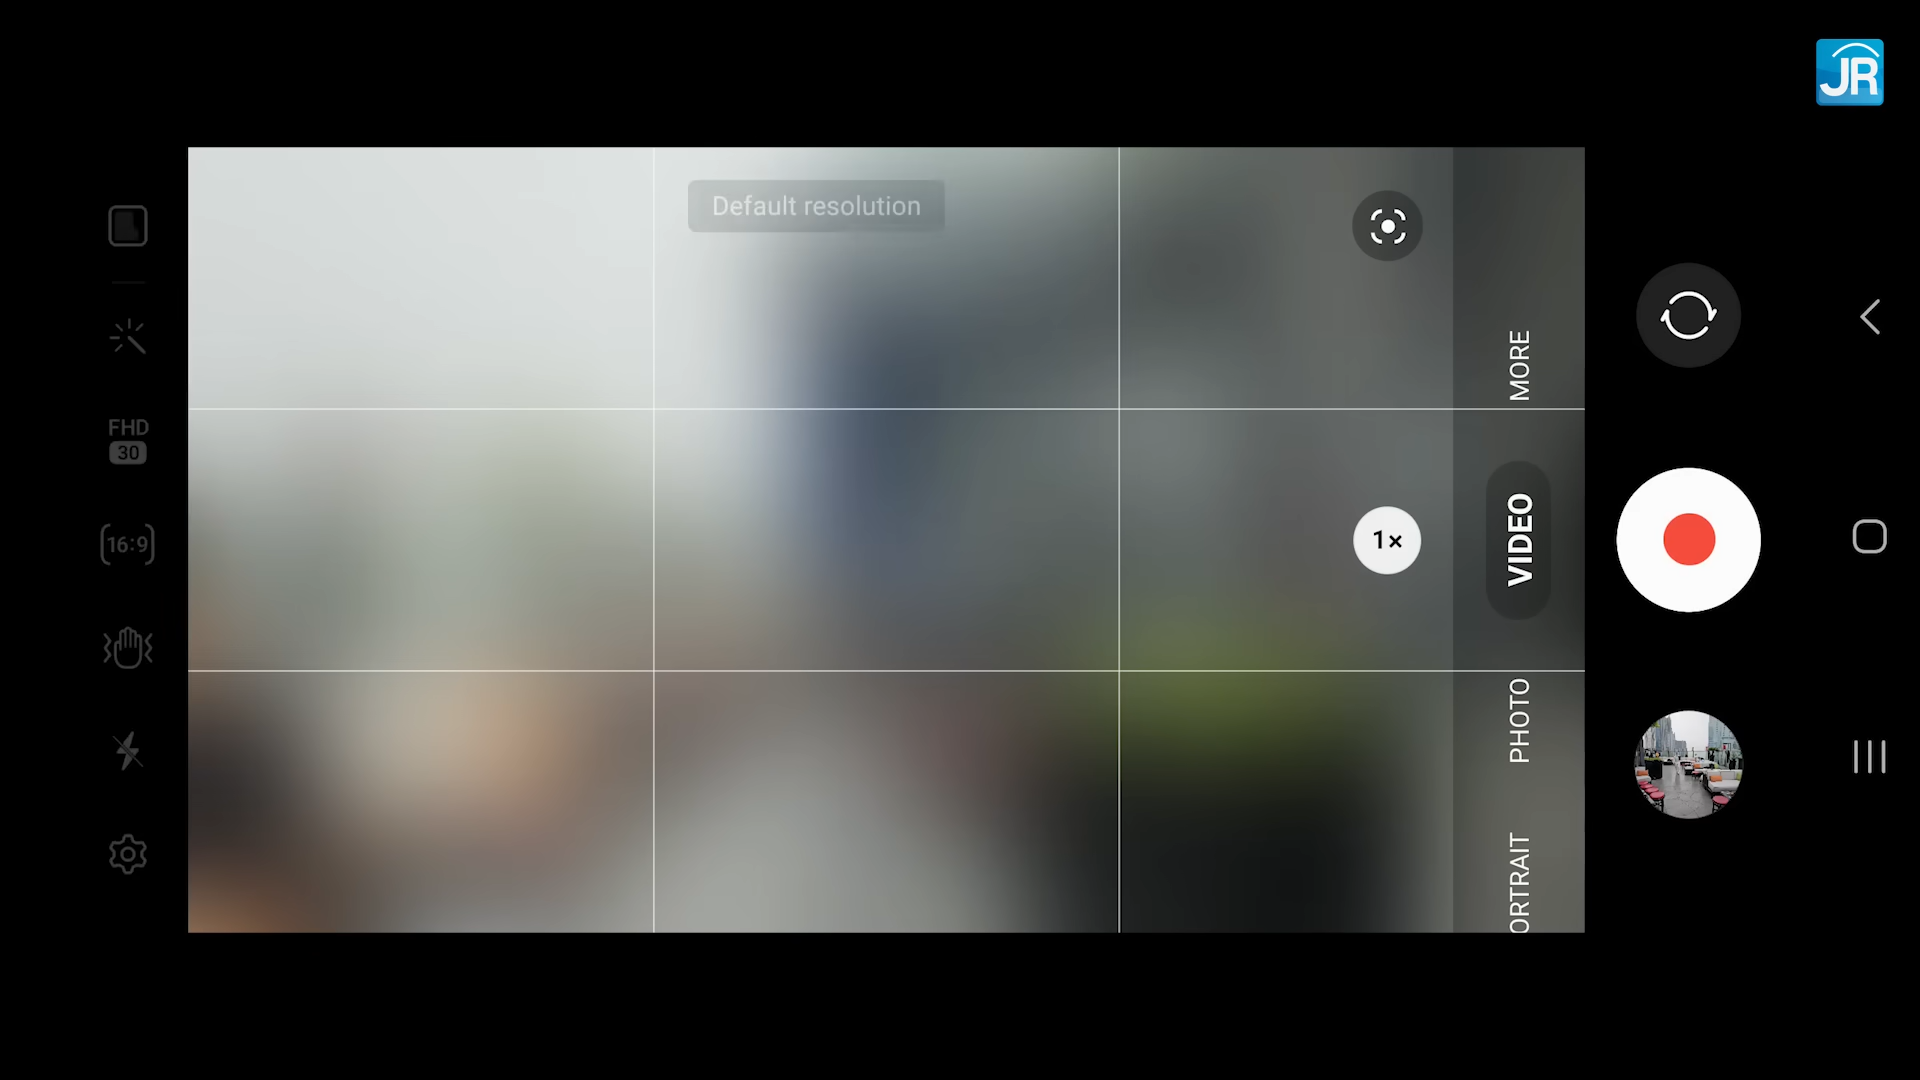 JR
Default resolution
FHD
30
16:9
1×
MORE
VIDEO
PHOTO
ORTRAIT